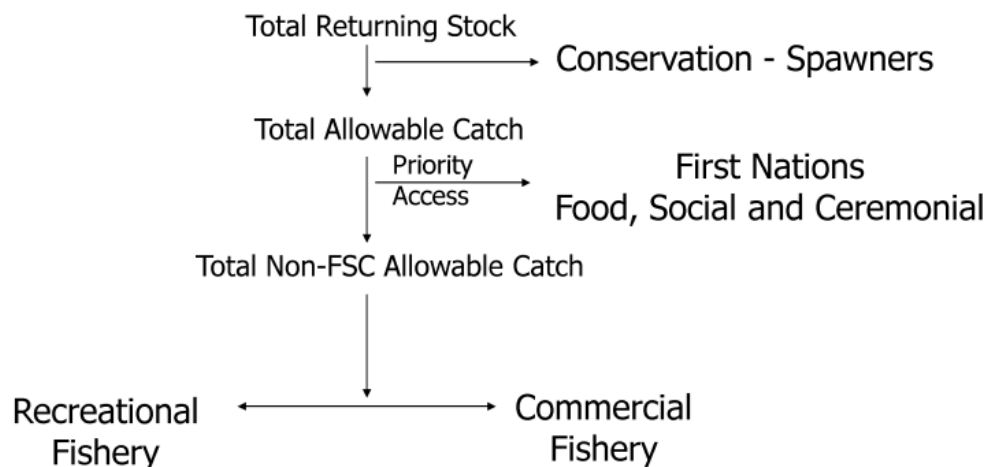 Total Returning Stock
Conservation - Spawners
Total Allowable Catch
Priority
Access
First Nations
Food, Social and Ceremonial
Total Non-FSC Allowable Catch
Recreational
Fishery
Commercial
Fishery